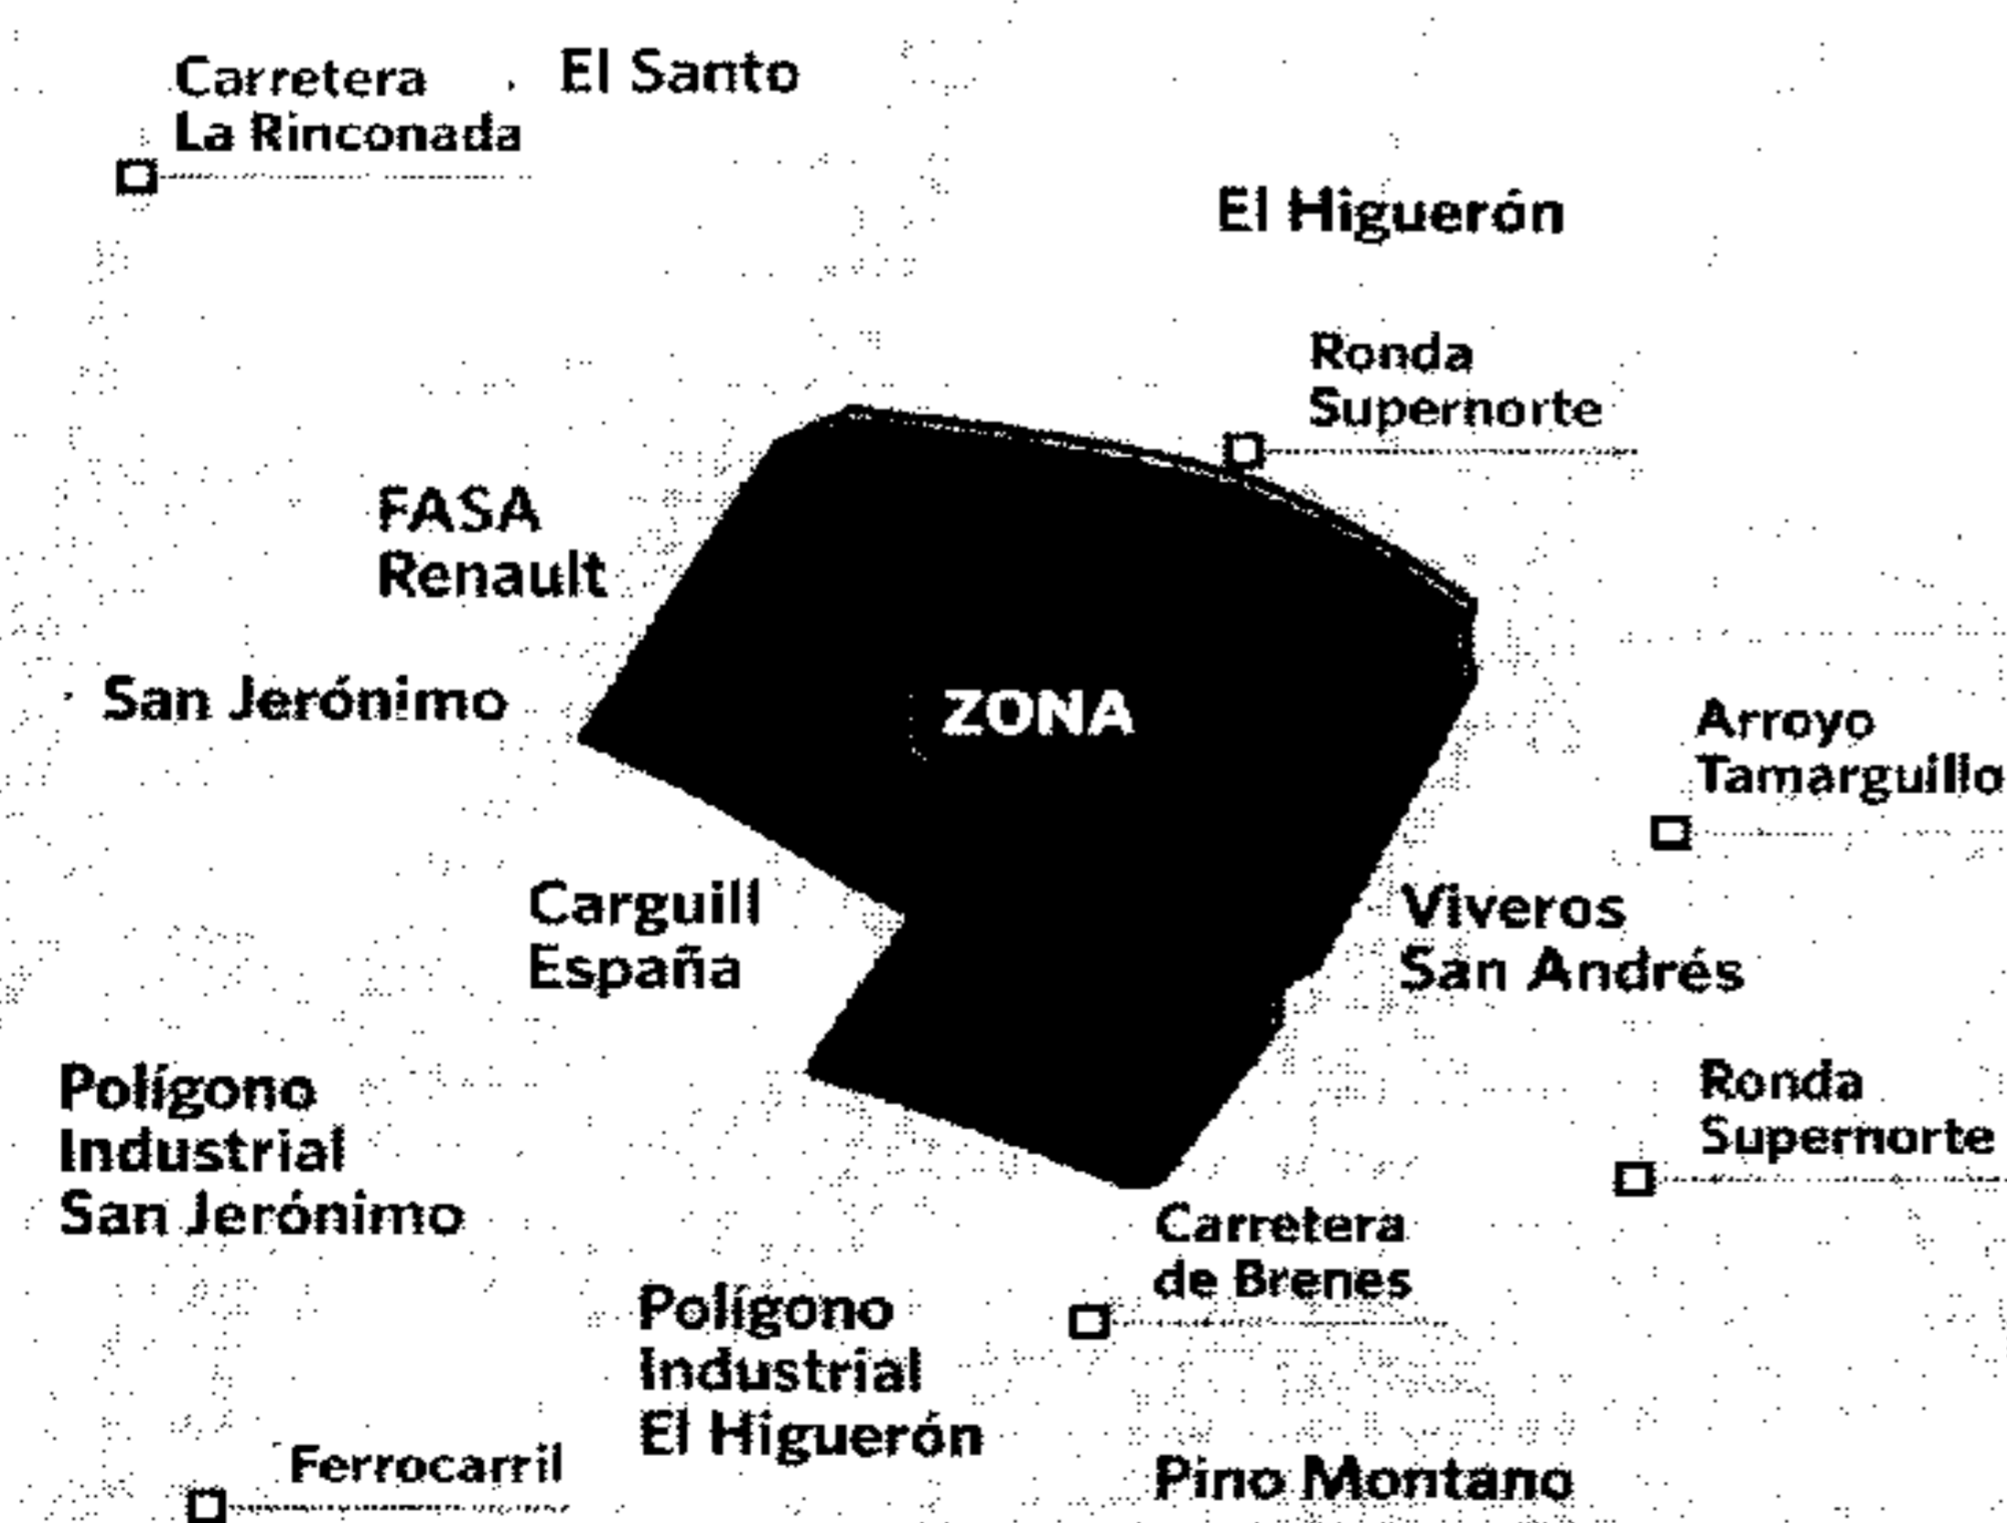 Carretera
La Rinconada
El Santo
El Higuerón
Ronda
Supernorte
FASA
Renault
San Jerónimo
ZONA
Arroyo
Tamarguillo
Carguill
España
Viveros
San Andrés
Polígono
Industrial
San Jerónimo
Ronda
Supernorte
Carretera
de Brenes
Polígono
Industrial
El Higuerón
Ferrocarril
Pino Montano